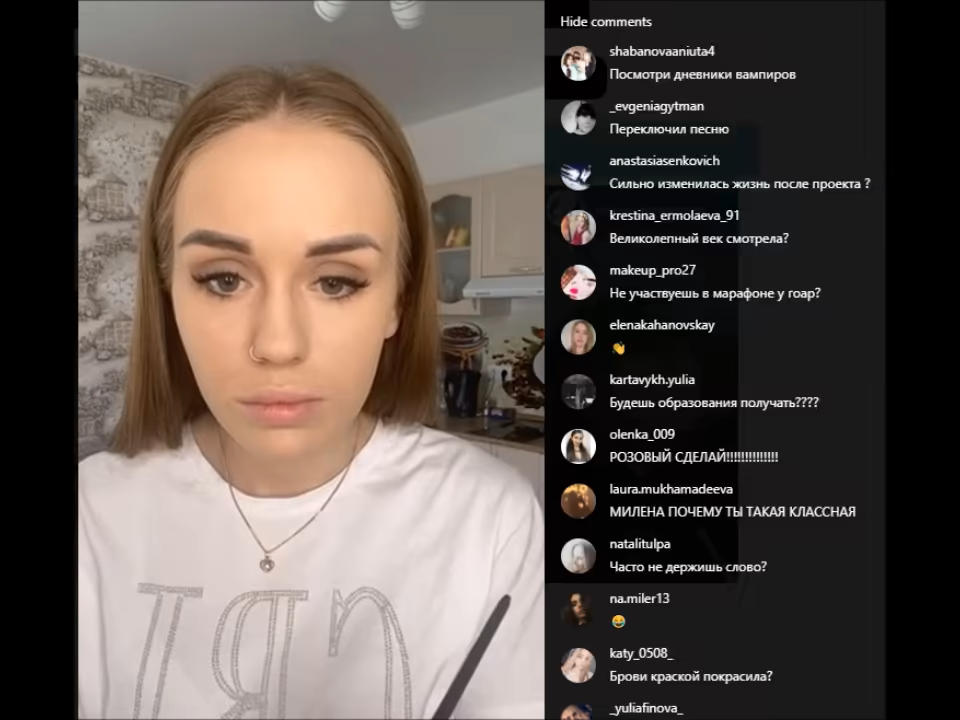 Hide comments
shabanovaaniuta4
Посмотри дневники вампиров
_evgeniagytman
Переключил песню
anastasiasenkovich
Сильно изменилась жизнь после проекта ?
krestina_ermolaeva_91
Великолепный век смотрела?
makeup_pro27
Не участвуешь в марафоне у гоар?
elenakahanovskay
👏
kartavykh.yulia
Будешь образования получать????
olenka_009
РОЗОВЫЙ СДЕЛАЙ!!!!!!!!!!!!!!
laura.mukhamadeeva
МИЛЕНА ПОЧЕМУ ТЫ ТАКАЯ КЛАССНАЯ
natalitulpa
Часто не держишь слово?
na.miler13
😂
katy_0508_
Брови краской покрасила?
_yuliafinova_